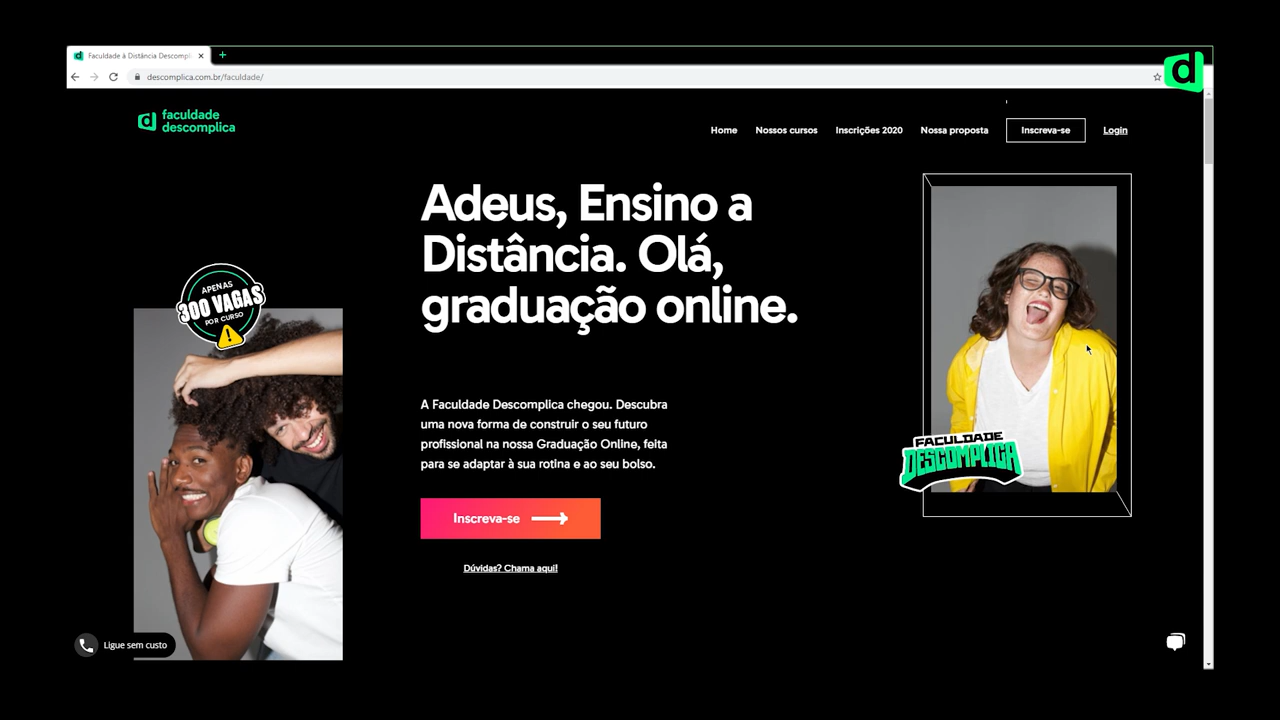 Faculdade à Distância Descompl
descomplica.com.br/faculdade/
d
d faculdade
descomplica
Home
Nossos cursos
Inscrições 2020
Nossa proposta
Inscreva-se
Login
Adeus, Ensino a
Distância. Olá,
graduação online.
APENAS
300 VAGAS
POR CURSO
!
A Faculdade Descomplica chegou. Descubra
uma nova forma de construir o seu futuro
profissional na nossa Graduação Online, feita
para se adaptar à sua rotina e ao seu bolso.
FACULDADE
DESCOMPLICA
Inscreva-se
Dúvidas? Chama aqui!
Ligue sem custo